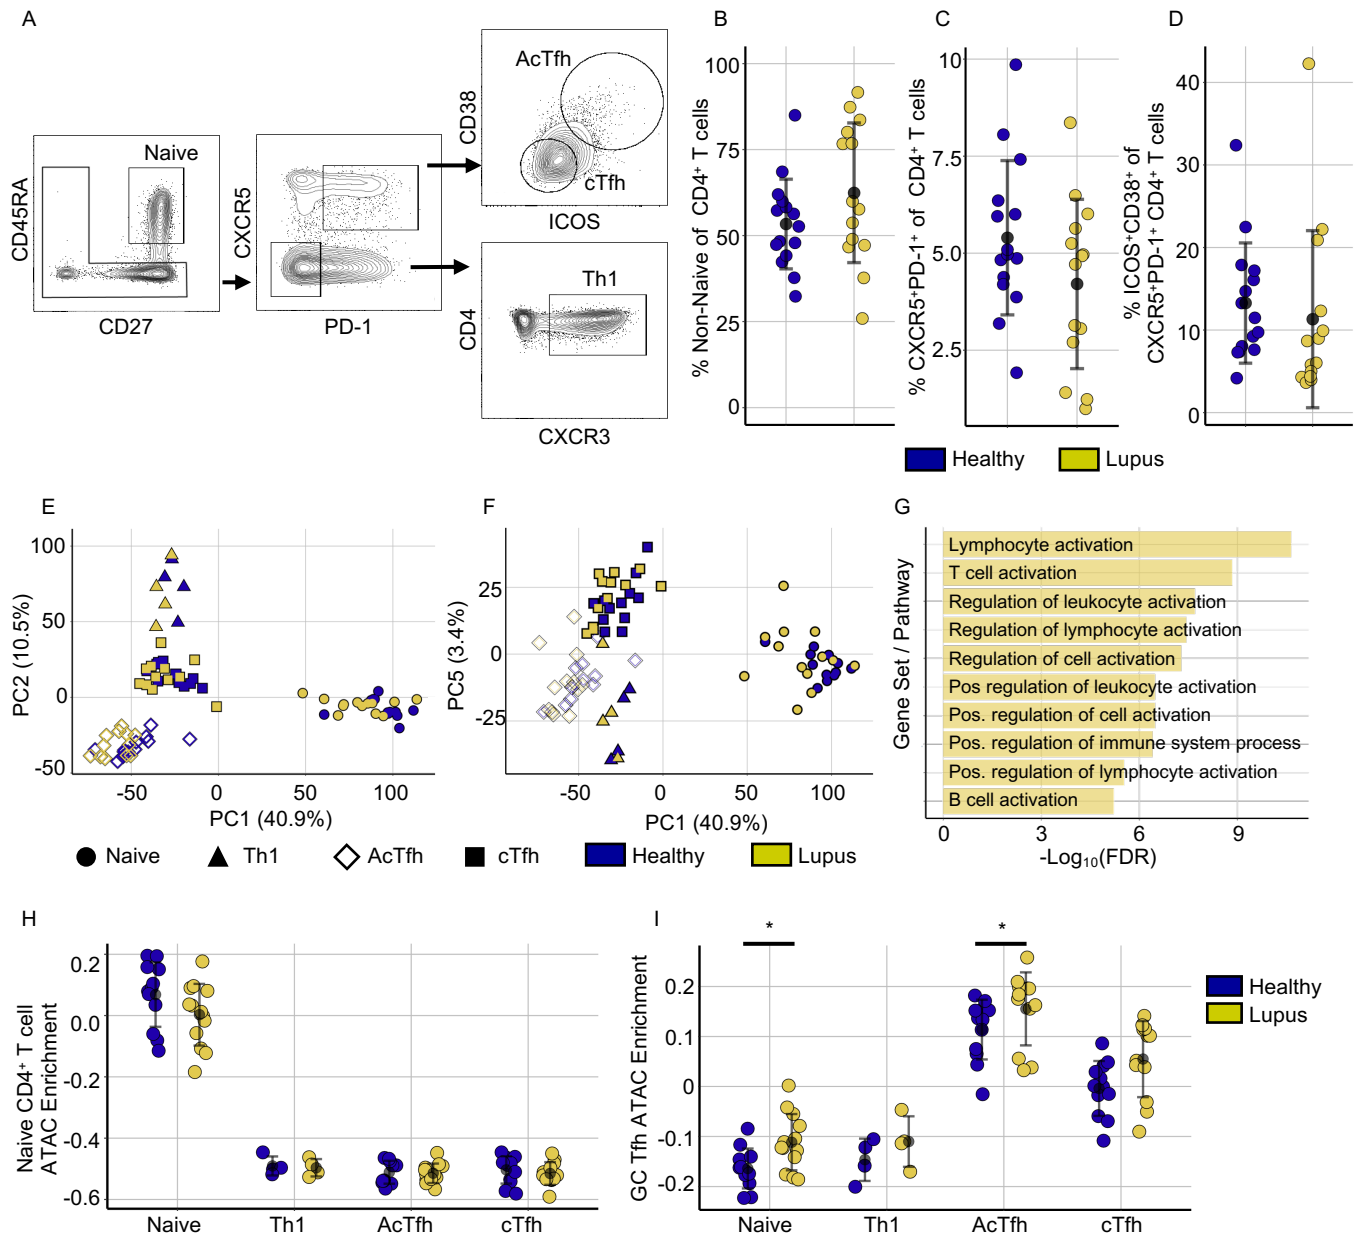 A
CD45RA
Naive
CD27
CXCR5
PD-1
CD38
AcTfh
cTfh
ICOS
CD4
Th1
CXCR3
B
% Non-Naive of CD4⁺ T cells
100
75
50
25
0
C
% CXCR5⁺PD-1⁺ of CD4⁺ T cells
10
7.5
5.0
2.5
D
% ICOS⁺CD38⁺ of
CXCR5⁺PD-1⁺ CD4⁺ T cells
40
30
20
10
0
Healthy
Lupus
E
PC2 (10.5%)
100
50
0
-50
-50
0
50
100
PC1 (40.9%)
F
PC5 (3.4%)
25
0
-25
-50
0
50
100
PC1 (40.9%)
Naive
Th1
AcTfh
cTfh
Healthy
Lupus
G
Gene Set / Pathway
Lymphocyte activation
T cell activation
Regulation of leukocyte activation
Regulation of lymphocyte activation
Regulation of cell activation
Pos regulation of leukocyte activation
Pos. regulation of cell activation
Pos. regulation of immune system process
Pos. regulation of lymphocyte activation
B cell activation
0
3
6
9
-Log₁₀(FDR)
H
Naive CD4⁺ T cell
ATAC Enrichment
0.2
0.0
-0.2
-0.4
-0.6
Naive
Th1
AcTfh
cTfh
I
GC Tfh ATAC Enrichment
0.2
0.1
0
-0.1
-0.2
*
*
Naive
Th1
AcTfh
cTfh
Healthy
Lupus